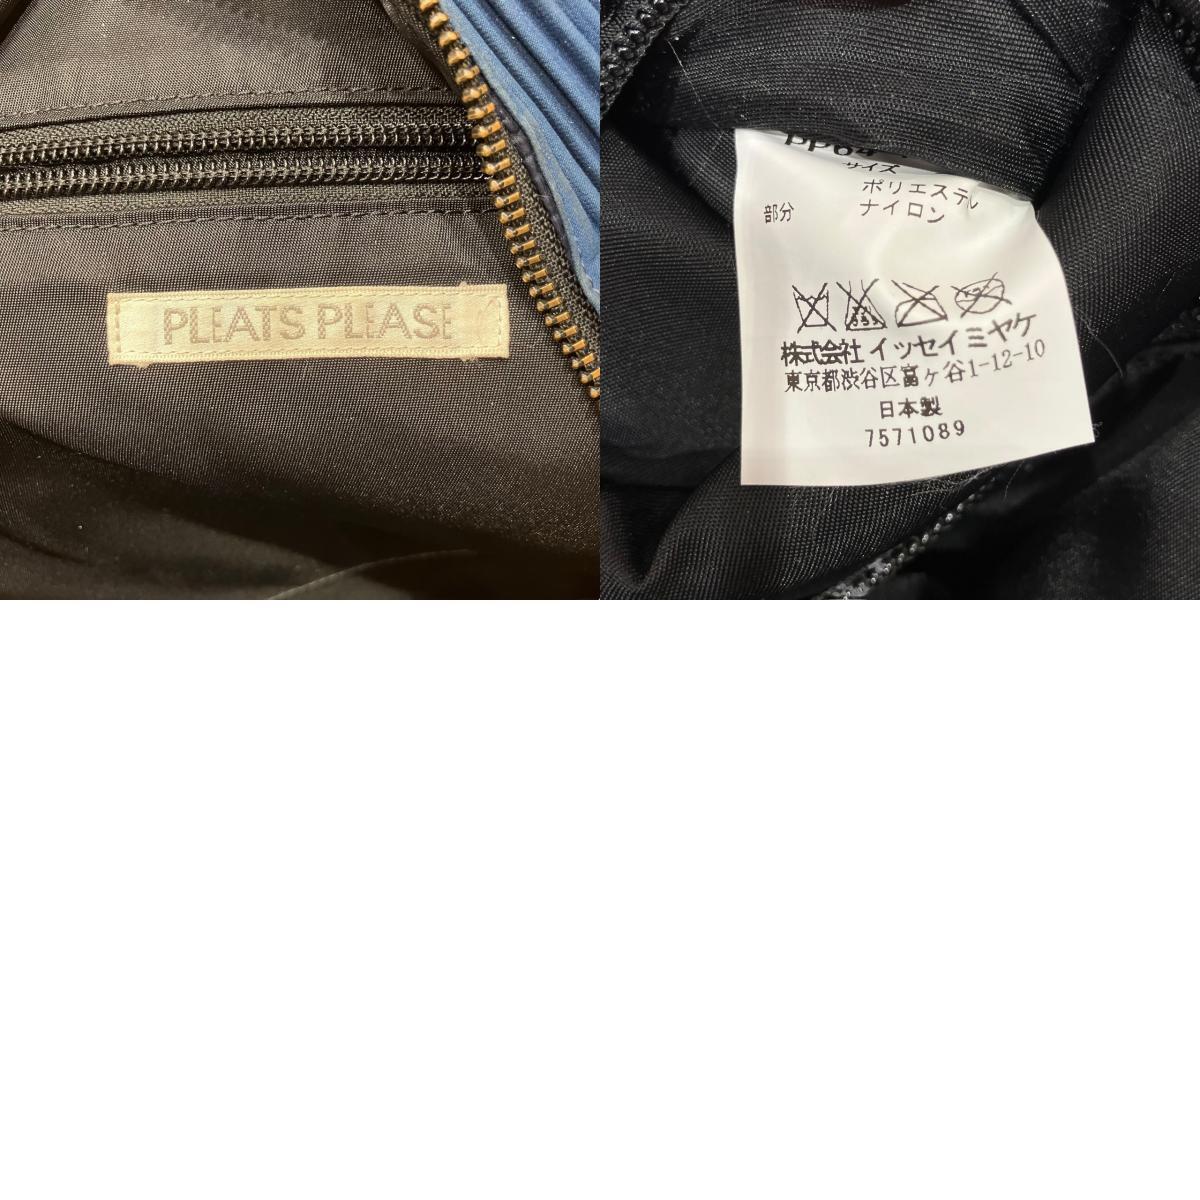 PLEATS PLEASE
サイズ
ポリエステル
部分 ナイロン
株式会社 イッセイ ミヤケ
東京都渋谷区富ヶ谷1-12-10
日本製
7571089